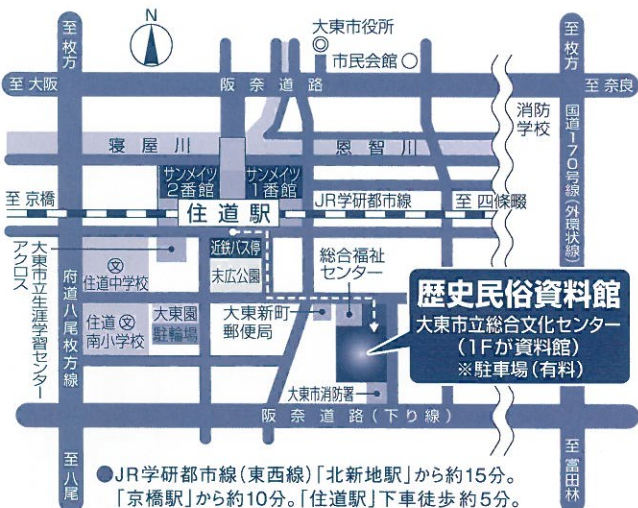 N
至枚方
大東市役所
市民会館
至枚方
至大阪
阪奈道路
至奈良
消防
学校
国道170号線(外環状線)
寝屋川
恩智川
サンメイツ
2番館
サンメイツ
1番館
至京橋
住道駅
JR学研都市線
至四條畷
大東市立生涯学習センター
アクロス
文
住道中学校
近鉄バス停
末広公園
総合福祉
センター
府道八尾枚方線
住道 文
南小学校
大東園
駐輪場
大東新町
郵便局
歴史民俗資料館
大東市立総合文化センター
(1Fが資料館)
※駐車場(有料)
大東市消防署
阪奈道路(下り線)
至八尾
至富田林
●JR学研都市線(東西線)「北新地駅」から約15分。
「京橋駅」から約10分。「住道駅」下車徒歩約5分。